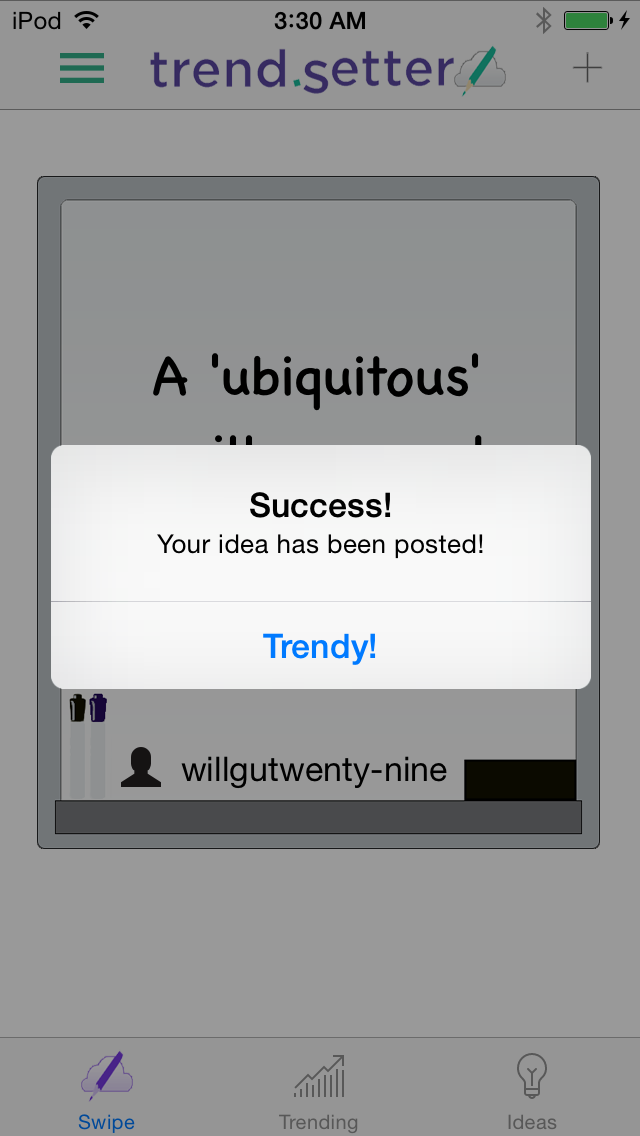 iPod 3:30 AM
trend.setter
A 'ubiquitous'
Success!
Your idea has been posted!
Trendy!
willgutwenty-nine
Swipe Trending Ideas